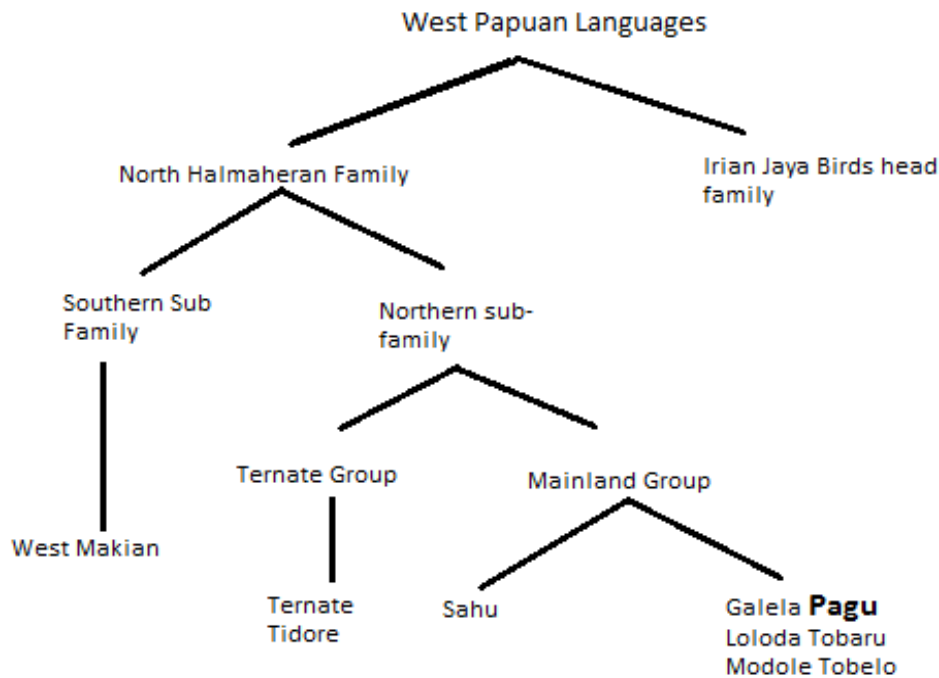 West Papuan Languages
North Halmaheran Family
Irian Jaya Birds head
family
Southern Sub
Family
Northern sub-
family
Ternate Group
Mainland Group
West Makian
Ternate
Tidore
Sahu
Galela Pagu
Loloda Tobaru
Modole Tobelo